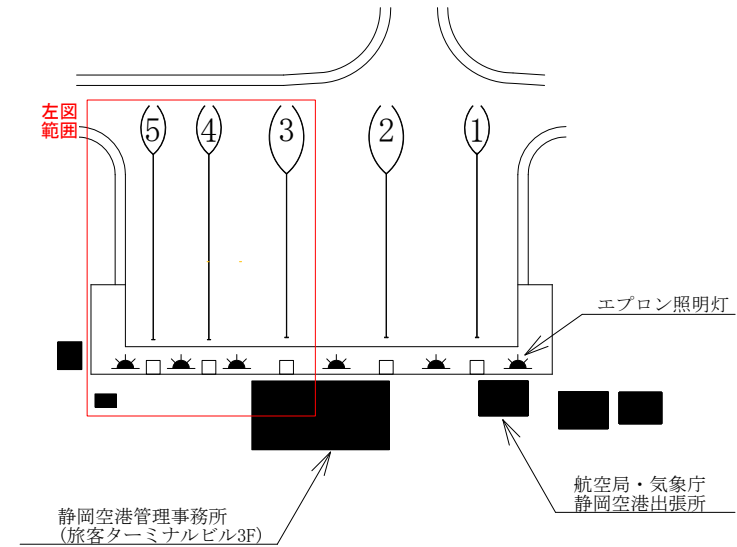 左図
範囲
5
4
3
2
1
エプロン照明灯
航空局・気象庁
静岡空港出張所
静岡空港管理事務所
(旅客ターミナルビル3F)